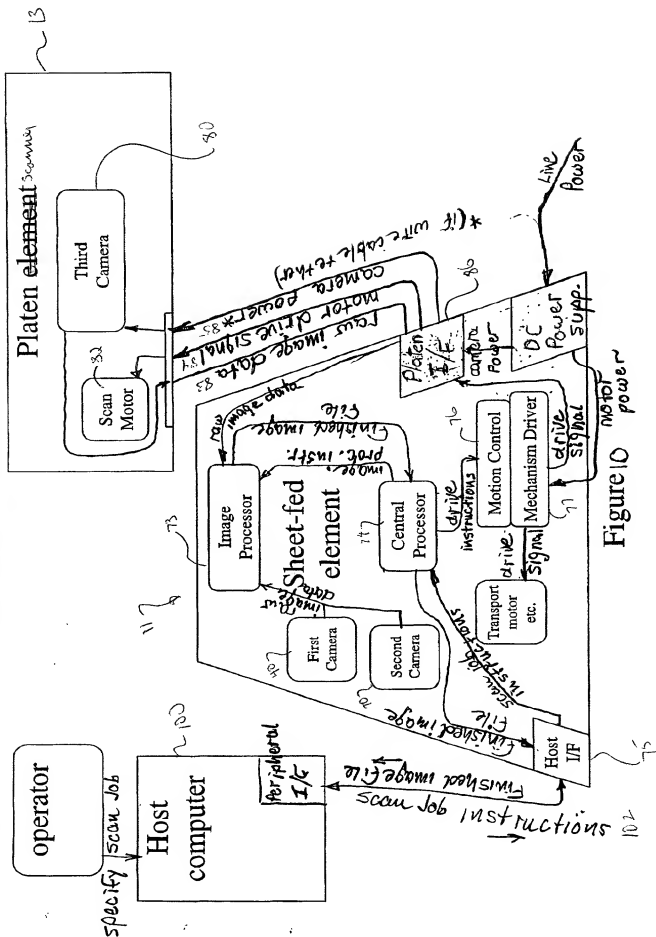 13
Platen element scanning
Third
Camera
80
Scan
Motor
82
raw image data 83
motor drive signal 84
camera power* 85
*(if wire cable tether)
operator
specify scan job
Host
computer
100
Peripheral
I/F
Finished image file
scan job instructions 102
11
73
Image
Processor
Sheet-fed
element
raw
image data
Finished image
File
image
proc. instr.
raw
image
data
First
Camera
40
Second
Camera
70
Central
Processor
74
drive
instructions
Motion Control
76
Mechanism Driver
77
drive
signal
Transport
motor
etc.
drive
signal
Platen
I/F
86
camera
Power
DC
Power
Supp.
Line
Power
motor
power
scan job
instructions
Finished image
File
Host
I/F
75
Figure 10